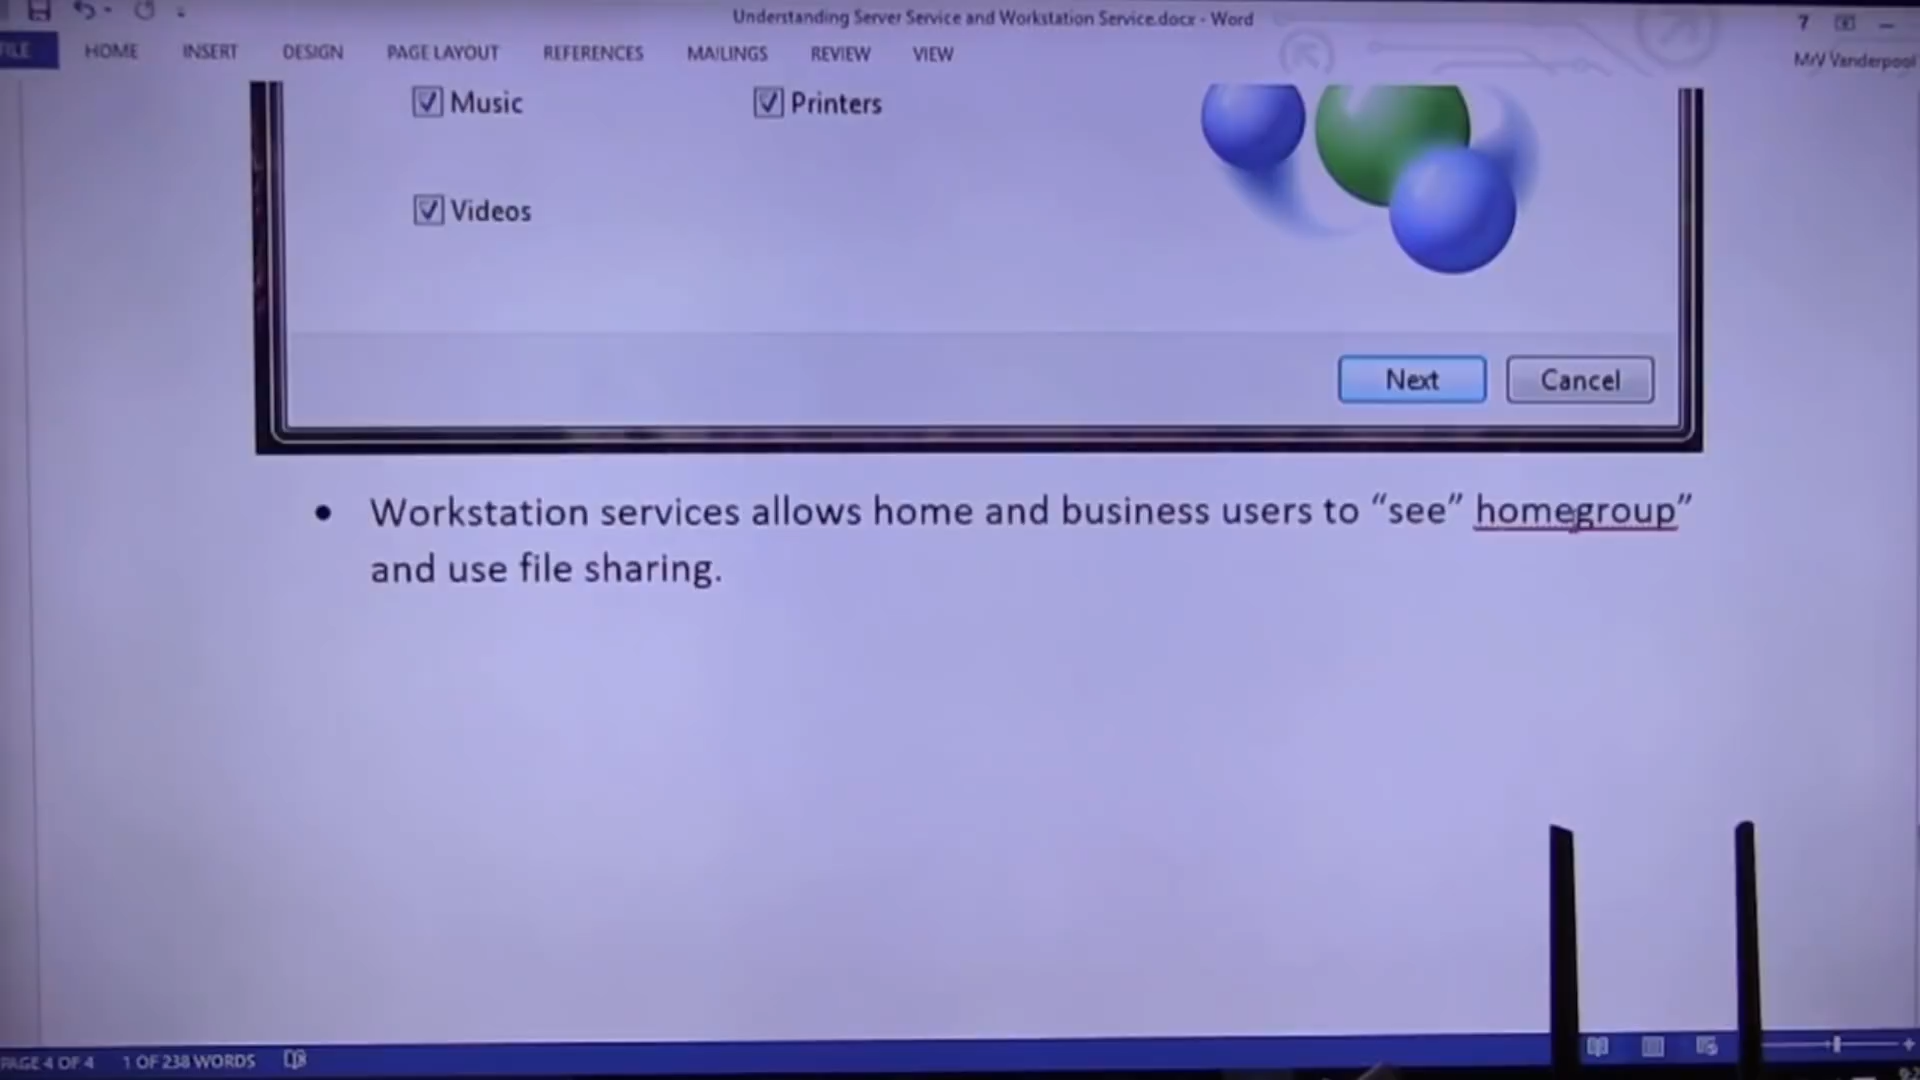 Understanding Server Service and Workstation Service.docx - Word
?
HOME INSERT DESIGN PAGE LAYOUT REFERENCES MAILINGS REVIEW VIEW
MrV Vanderpool
Music
Printers
Videos
Next
Cancel
• Workstation services allows home and business users to “see” homegroup”
and use file sharing.
PAGE 4 OF 4 1 OF 238 WORDS